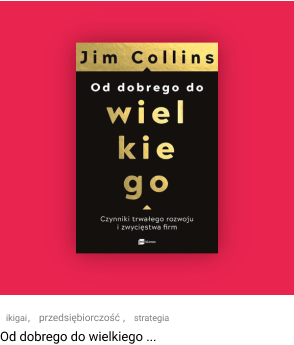 Jim Collins
Od dobrego do
wiel
kie
go
Czynniki trwałego rozwoju
i zwycięstwa firm
ikigai, przedsiębiorczość, strategia
Od dobrego do wielkiego ...